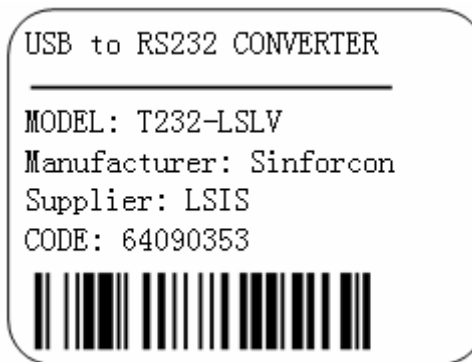 USB to RS232 CONVERTER
MODEL: T232-LSLV
Manufacturer: Sinforcon
Supplier: LSIS
CODE: 64090353